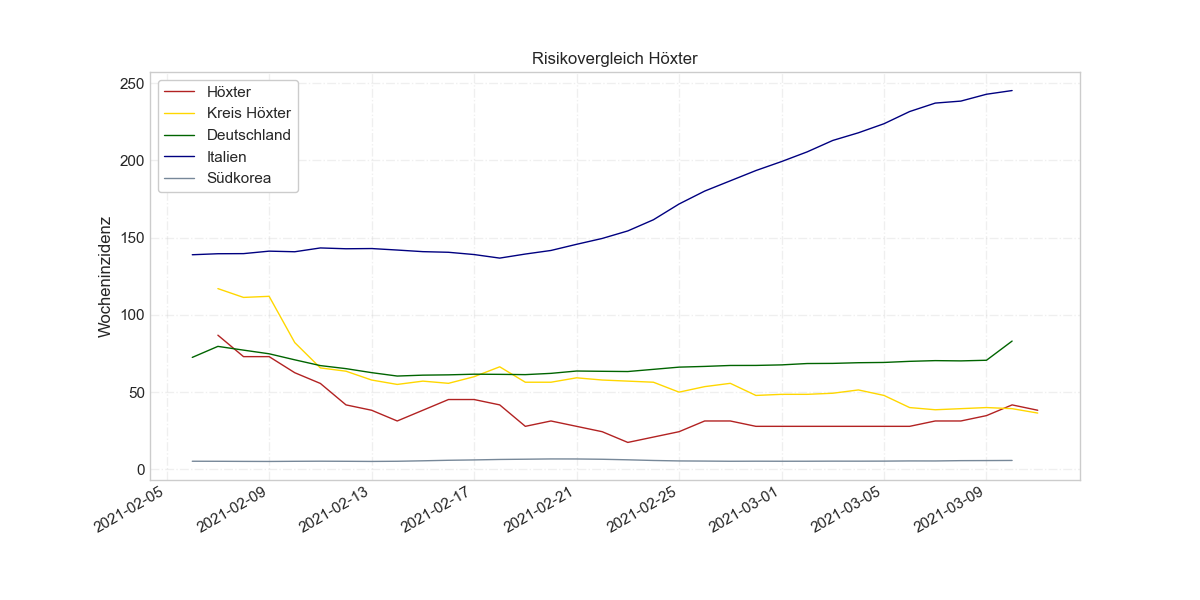 Risikovergleich Höxter
Höxter
Kreis Höxter
Deutschland
Italien
Südkorea
Wocheninzidenz
250
200
150
100
50
0
2021-02-05
2021-02-09
2021-02-13
2021-02-17
2021-02-21
2021-02-25
2021-03-01
2021-03-05
2021-03-09